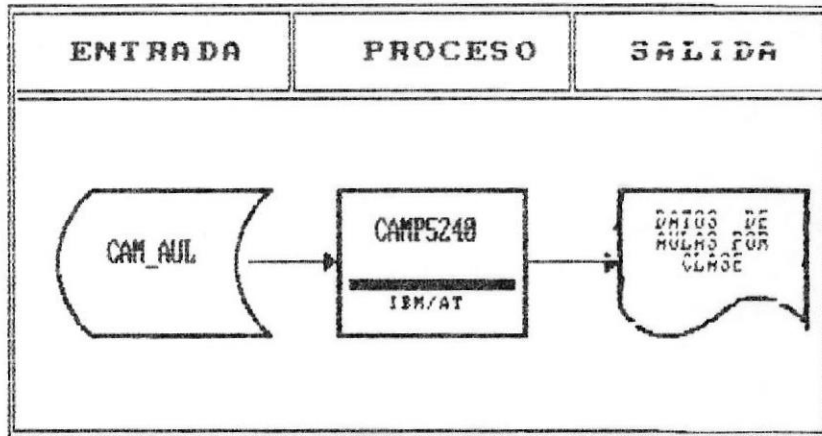 ENTRADA PROCESO SALIDA
CAM_AUL
CAMP5240
IBM/AT
DATOS DE
AULAS POR
CLASE